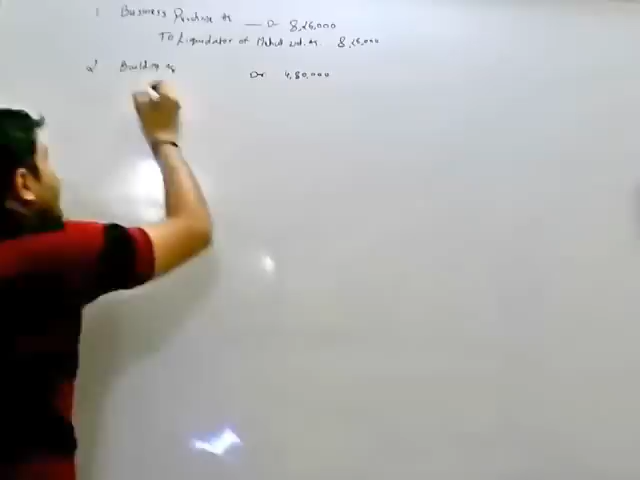 1. Business Purchase A/c — Dr 8,26,000
To Liquidator of Mehul Ltd. A/c. 8,26,000
2. Building A/c Dr 4,80,000